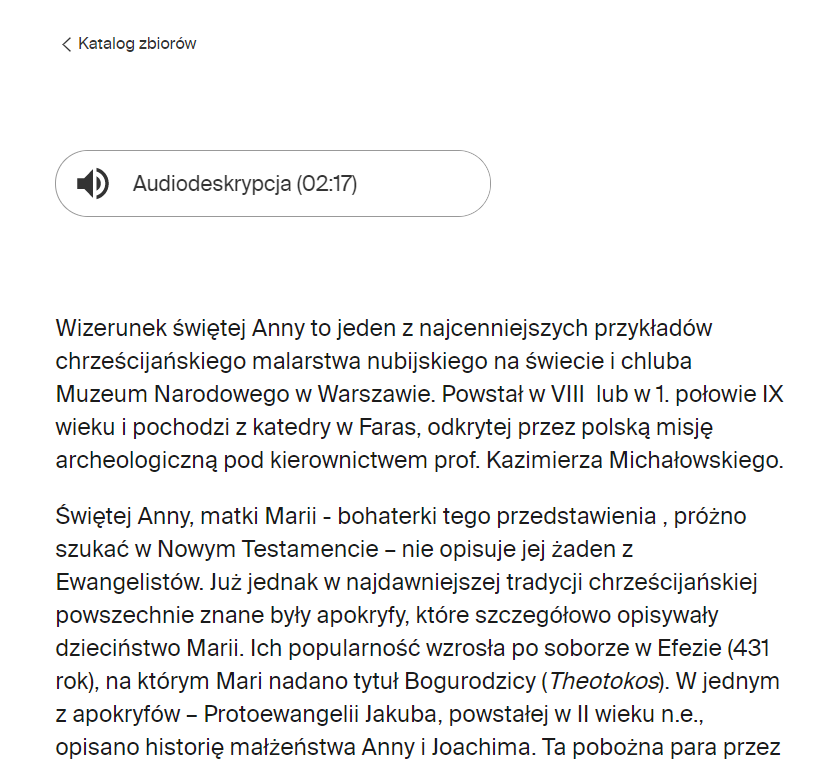 Katalog zbiorów
Audiodeskrypcja (02:17)
Wizerunek świętej Anny to jeden z najcenniejszych przykładów
chrześcijańskiego malarstwa nubijskiego na świecie i chluba
Muzeum Narodowego w Warszawie. Powstał w VIII  lub w 1. połowie IX
wieku i pochodzi z katedry w Faras, odkrytej przez polską misję
archeologiczną pod kierownictwem prof. Kazimierza Michałowskiego.
Świętej Anny, matki Marii - bohaterki tego przedstawienia , próżno
szukać w Nowym Testamencie – nie opisuje jej żaden z
Ewangelistów. Już jednak w najdawniejszej tradycji chrześcijańskiej
powszechnie znane były apokryfy, które szczegółowo opisywały
dzieciństwo Marii. Ich popularność wzrosła po soborze w Efezie (431
rok), na którym Mari nadano tytuł Bogurodzicy (Theotokos). W jednym
z apokryfów – Protoewangelii Jakuba, powstałej w II wieku n.e.,
opisano historię małżeństwa Anny i Joachima. Ta pobożna para przez